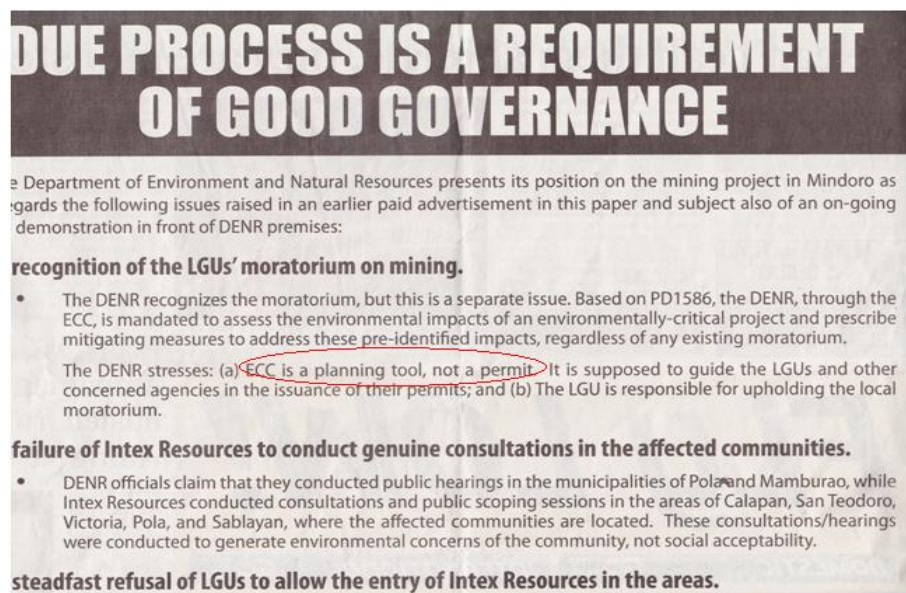 DUE PROCESS IS A REQUIREMENT
OF GOOD GOVERNANCE
e Department of Environment and Natural Resources presents its position on the mining project in Mindoro as
gards the following issues raised in an earlier paid advertisement in this paper and subject also of an on-going
demonstration in front of DENR premises:
recognition of the LGUs' moratorium on mining.
• The DENR recognizes the moratorium, but this is a separate issue. Based on PD1586, the DENR, through the
ECC, is mandated to assess the environmental impacts of an environmentally-critical project and prescribe
mitigating measures to address these pre-identified impacts, regardless of any existing moratorium.
The DENR stresses: (a) ECC is a planning tool, not a permit. It is supposed to guide the LGUs and other
concerned agencies in the issuance of their permits; and (b) The LGU is responsible for upholding the local
moratorium.
failure of Intex Resources to conduct genuine consultations in the affected communities.
• DENR officials claim that they conducted public hearings in the municipalities of Pola and Mamburao, while
Intex Resources conducted consultations and public scoping sessions in the areas of Calapan, San Teodoro,
Victoria, Pola, and Sablayan, where the affected communities are located. These consultations/hearings
were conducted to generate environmental concerns of the community, not social acceptability.
steadfast refusal of LGUs to allow the entry of Intex Resources in the areas.